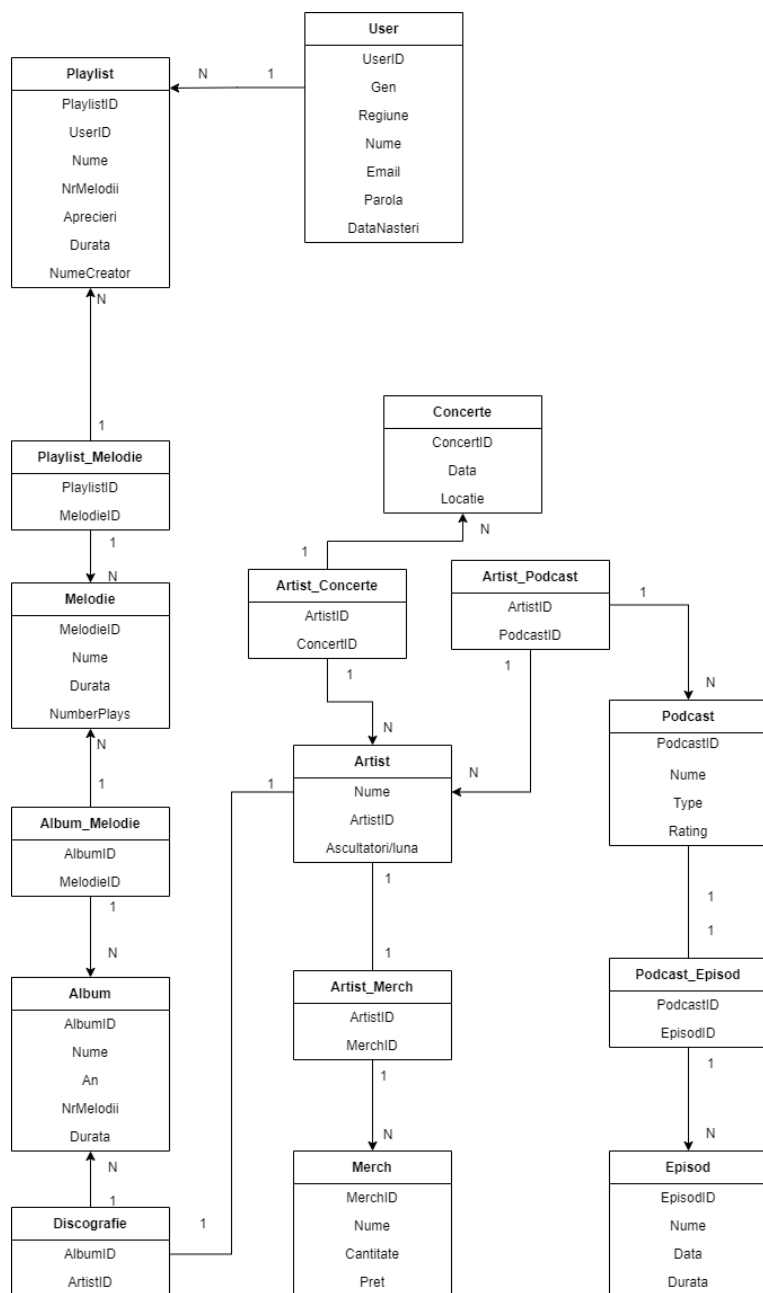 User
UserID
Gen
Regiune
Nume
Email
Parola
DataNasteri
N
1
Playlist
PlaylistID
UserID
Nume
NrMelodii
Aprecieri
Durata
NumeCreator
N
1
Playlist_Melodie
PlaylistID
MelodieID
1
N
Melodie
MelodieID
Nume
Durata
NumberPlays
N
1
Album_Melodie
AlbumID
MelodieID
1
N
Album
AlbumID
Nume
An
NrMelodii
Durata
N
1
Discografie
AlbumID
ArtistID
1
1
Concerte
ConcertID
Data
Locatie
N
1
Artist_Concerte
ArtistID
ConcertID
1
N
Artist_Podcast
ArtistID
PodcastID
1
N
1
N
Artist
Nume
ArtistID
Ascultatori/luna
1
1
Artist_Merch
ArtistID
MerchID
1
N
Merch
MerchID
Nume
Cantitate
Pret
Podcast
PodcastID
Nume
Type
Rating
1
1
Podcast_Episod
PodcastID
EpisodID
1
N
Episod
EpisodID
Nume
Data
Durata